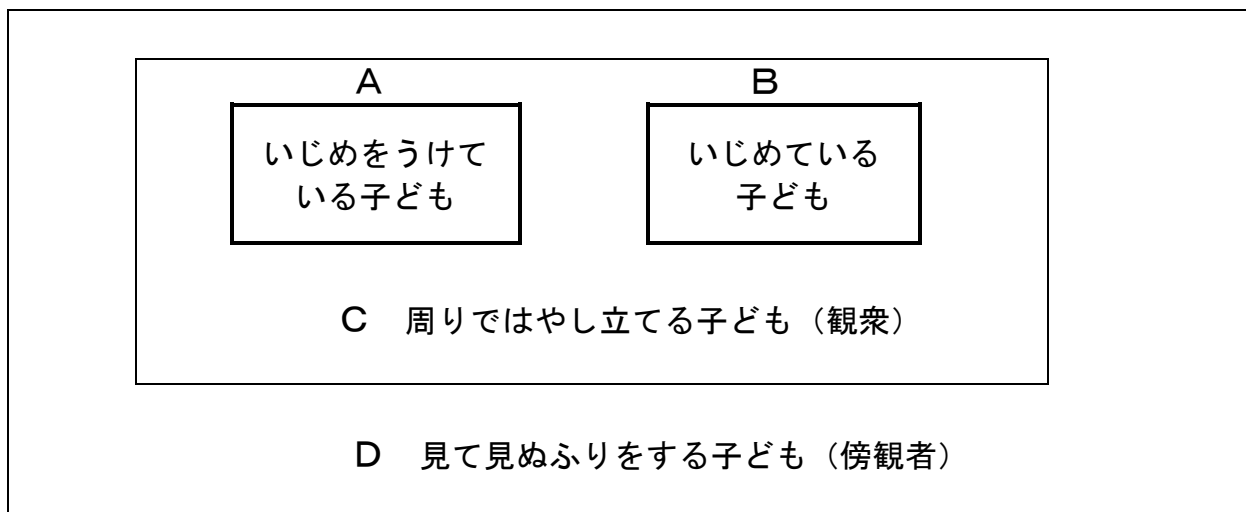 A
B
いじめをうけて
いる子ども
いじめている
子ども
C　周りではやし立てる子ども（観衆）
D　見て見ぬふりをする子ども（傍観者）